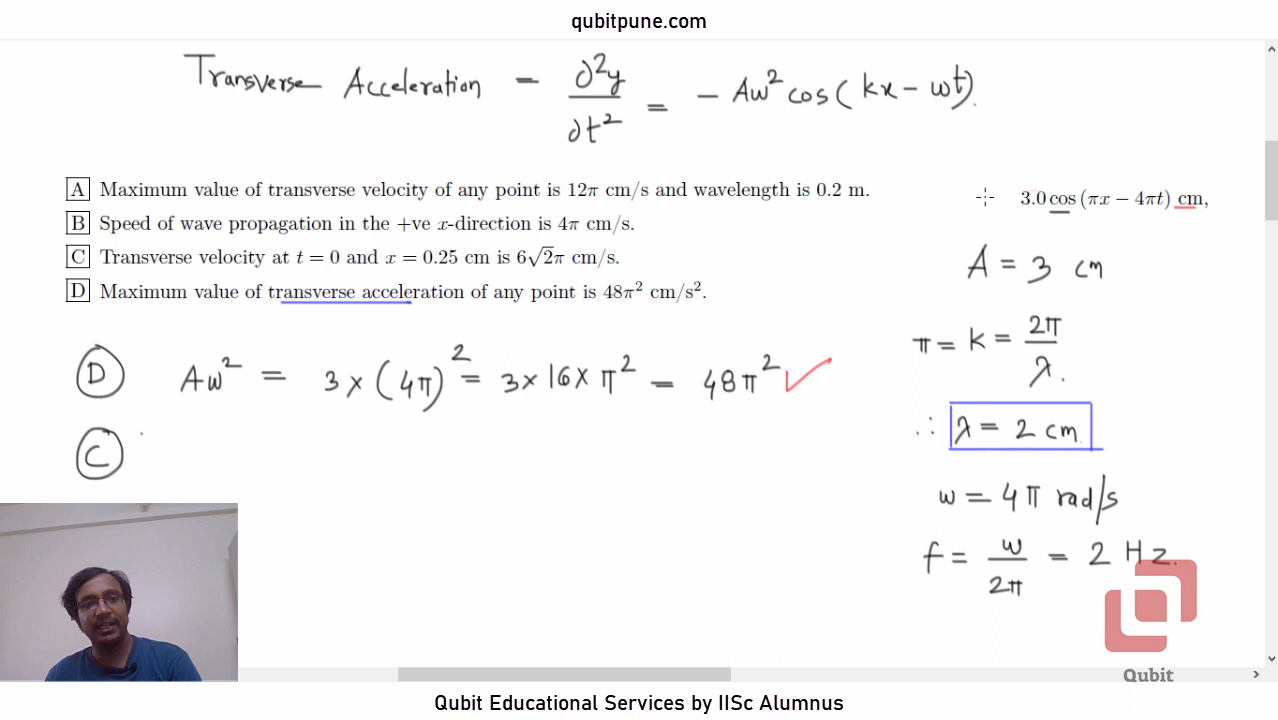 qubitpune.com
Transverse Acceleration = ∂²y/∂t² = - Aω² cos(kx - ωt).
A Maximum value of transverse velocity of any point is 12π cm/s and wavelength is 0.2 m.
B Speed of wave propagation in the +ve x-direction is 4π cm/s.
C Transverse velocity at t = 0 and x = 0.25 cm is 6√2π cm/s.
D Maximum value of transverse acceleration of any point is 48π² cm/s².
3.0 cos (πx − 4πt) cm,
A = 3 cm
π = k = 2π/λ.
∴ λ = 2 cm
ω = 4π rad/s
f = ω/2π = 2 Hz.
D Aω² = 3 × (4π)² = 3 × 16 × π² = 48π² ✓
C
Qubit
Qubit Educational Services by IISc Alumnus